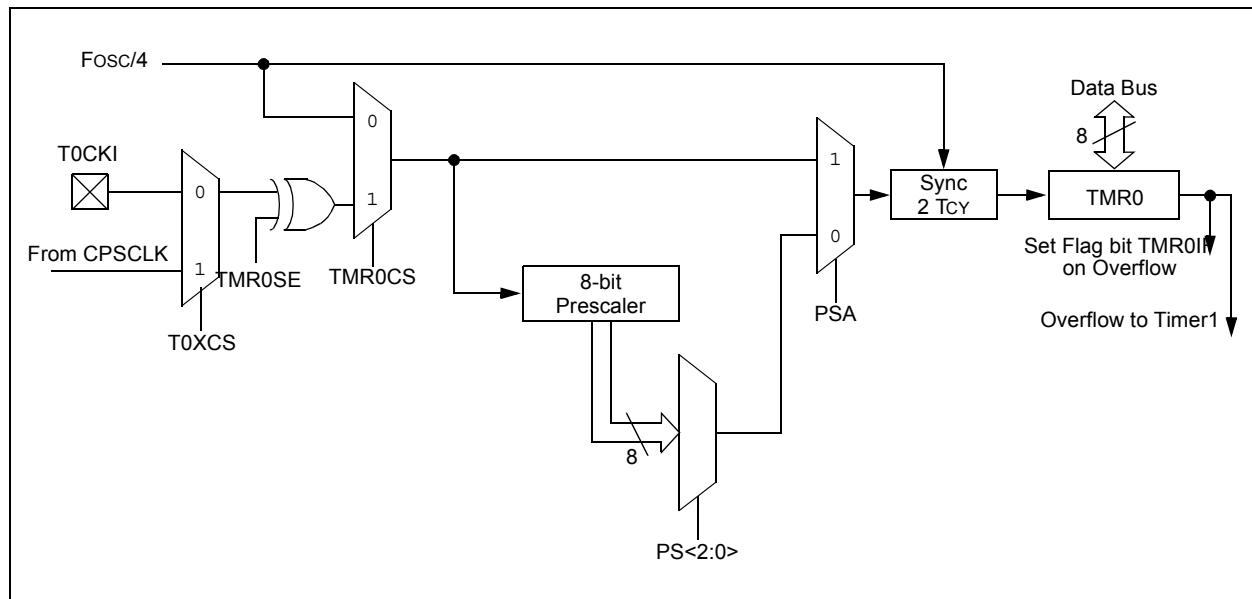 FOSC/4
Data Bus
8
T0CKI
0
1
0
1
1
0
Sync
2 TCY
TMR0
From CPSCLK
TMR0SE
TMR0CS
T0XCS
8-bit
Prescaler
PSA
Set Flag bit TMR0IF
on Overflow
Overflow to Timer1
8
PS<2:0>